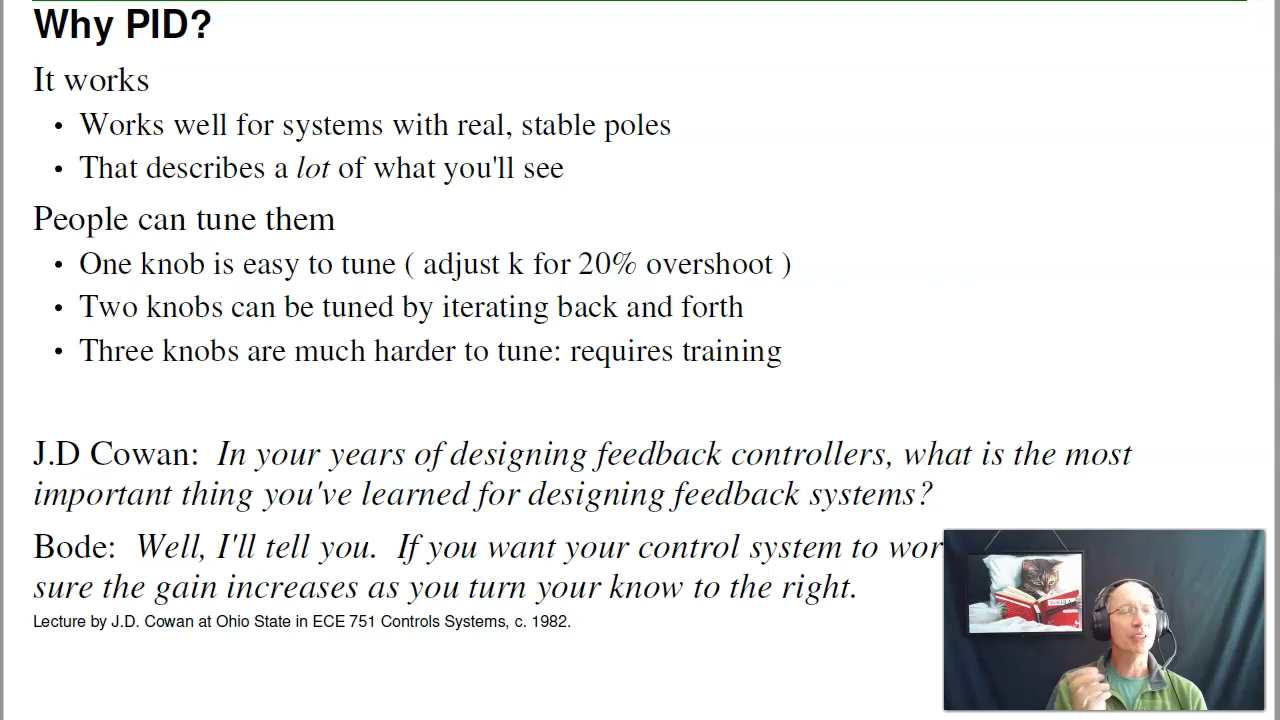 Why PID?
It works
• Works well for systems with real, stable poles
• That describes a lot of what you'll see
People can tune them
• One knob is easy to tune ( adjust k for 20% overshoot )
• Two knobs can be tuned by iterating back and forth
• Three knobs are much harder to tune: requires training
J.D Cowan: In your years of designing feedback controllers, what is the most
important thing you've learned for designing feedback systems?
Bode: Well, I'll tell you. If you want your control system to wor
sure the gain increases as you turn your know to the right.
Lecture by J.D. Cowan at Ohio State in ECE 751 Controls Systems, c. 1982.